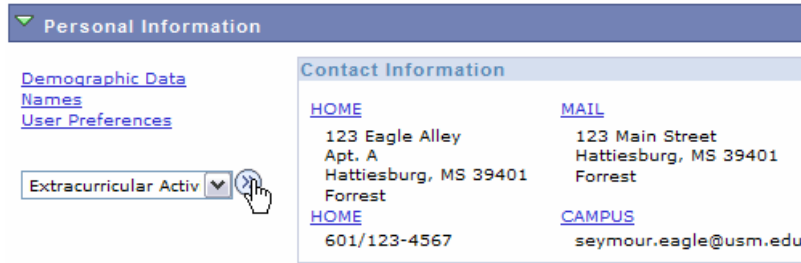 Personal Information
Demographic Data
Names
User Preferences
Extracurricular Activ
Contact Information
HOME
123 Eagle Alley
Apt. A
Hattiesburg, MS 39401
Forrest
MAIL
123 Main Street
Hattiesburg, MS 39401
Forrest
HOME
601/123-4567
CAMPUS
seymour.eagle@usm.edu